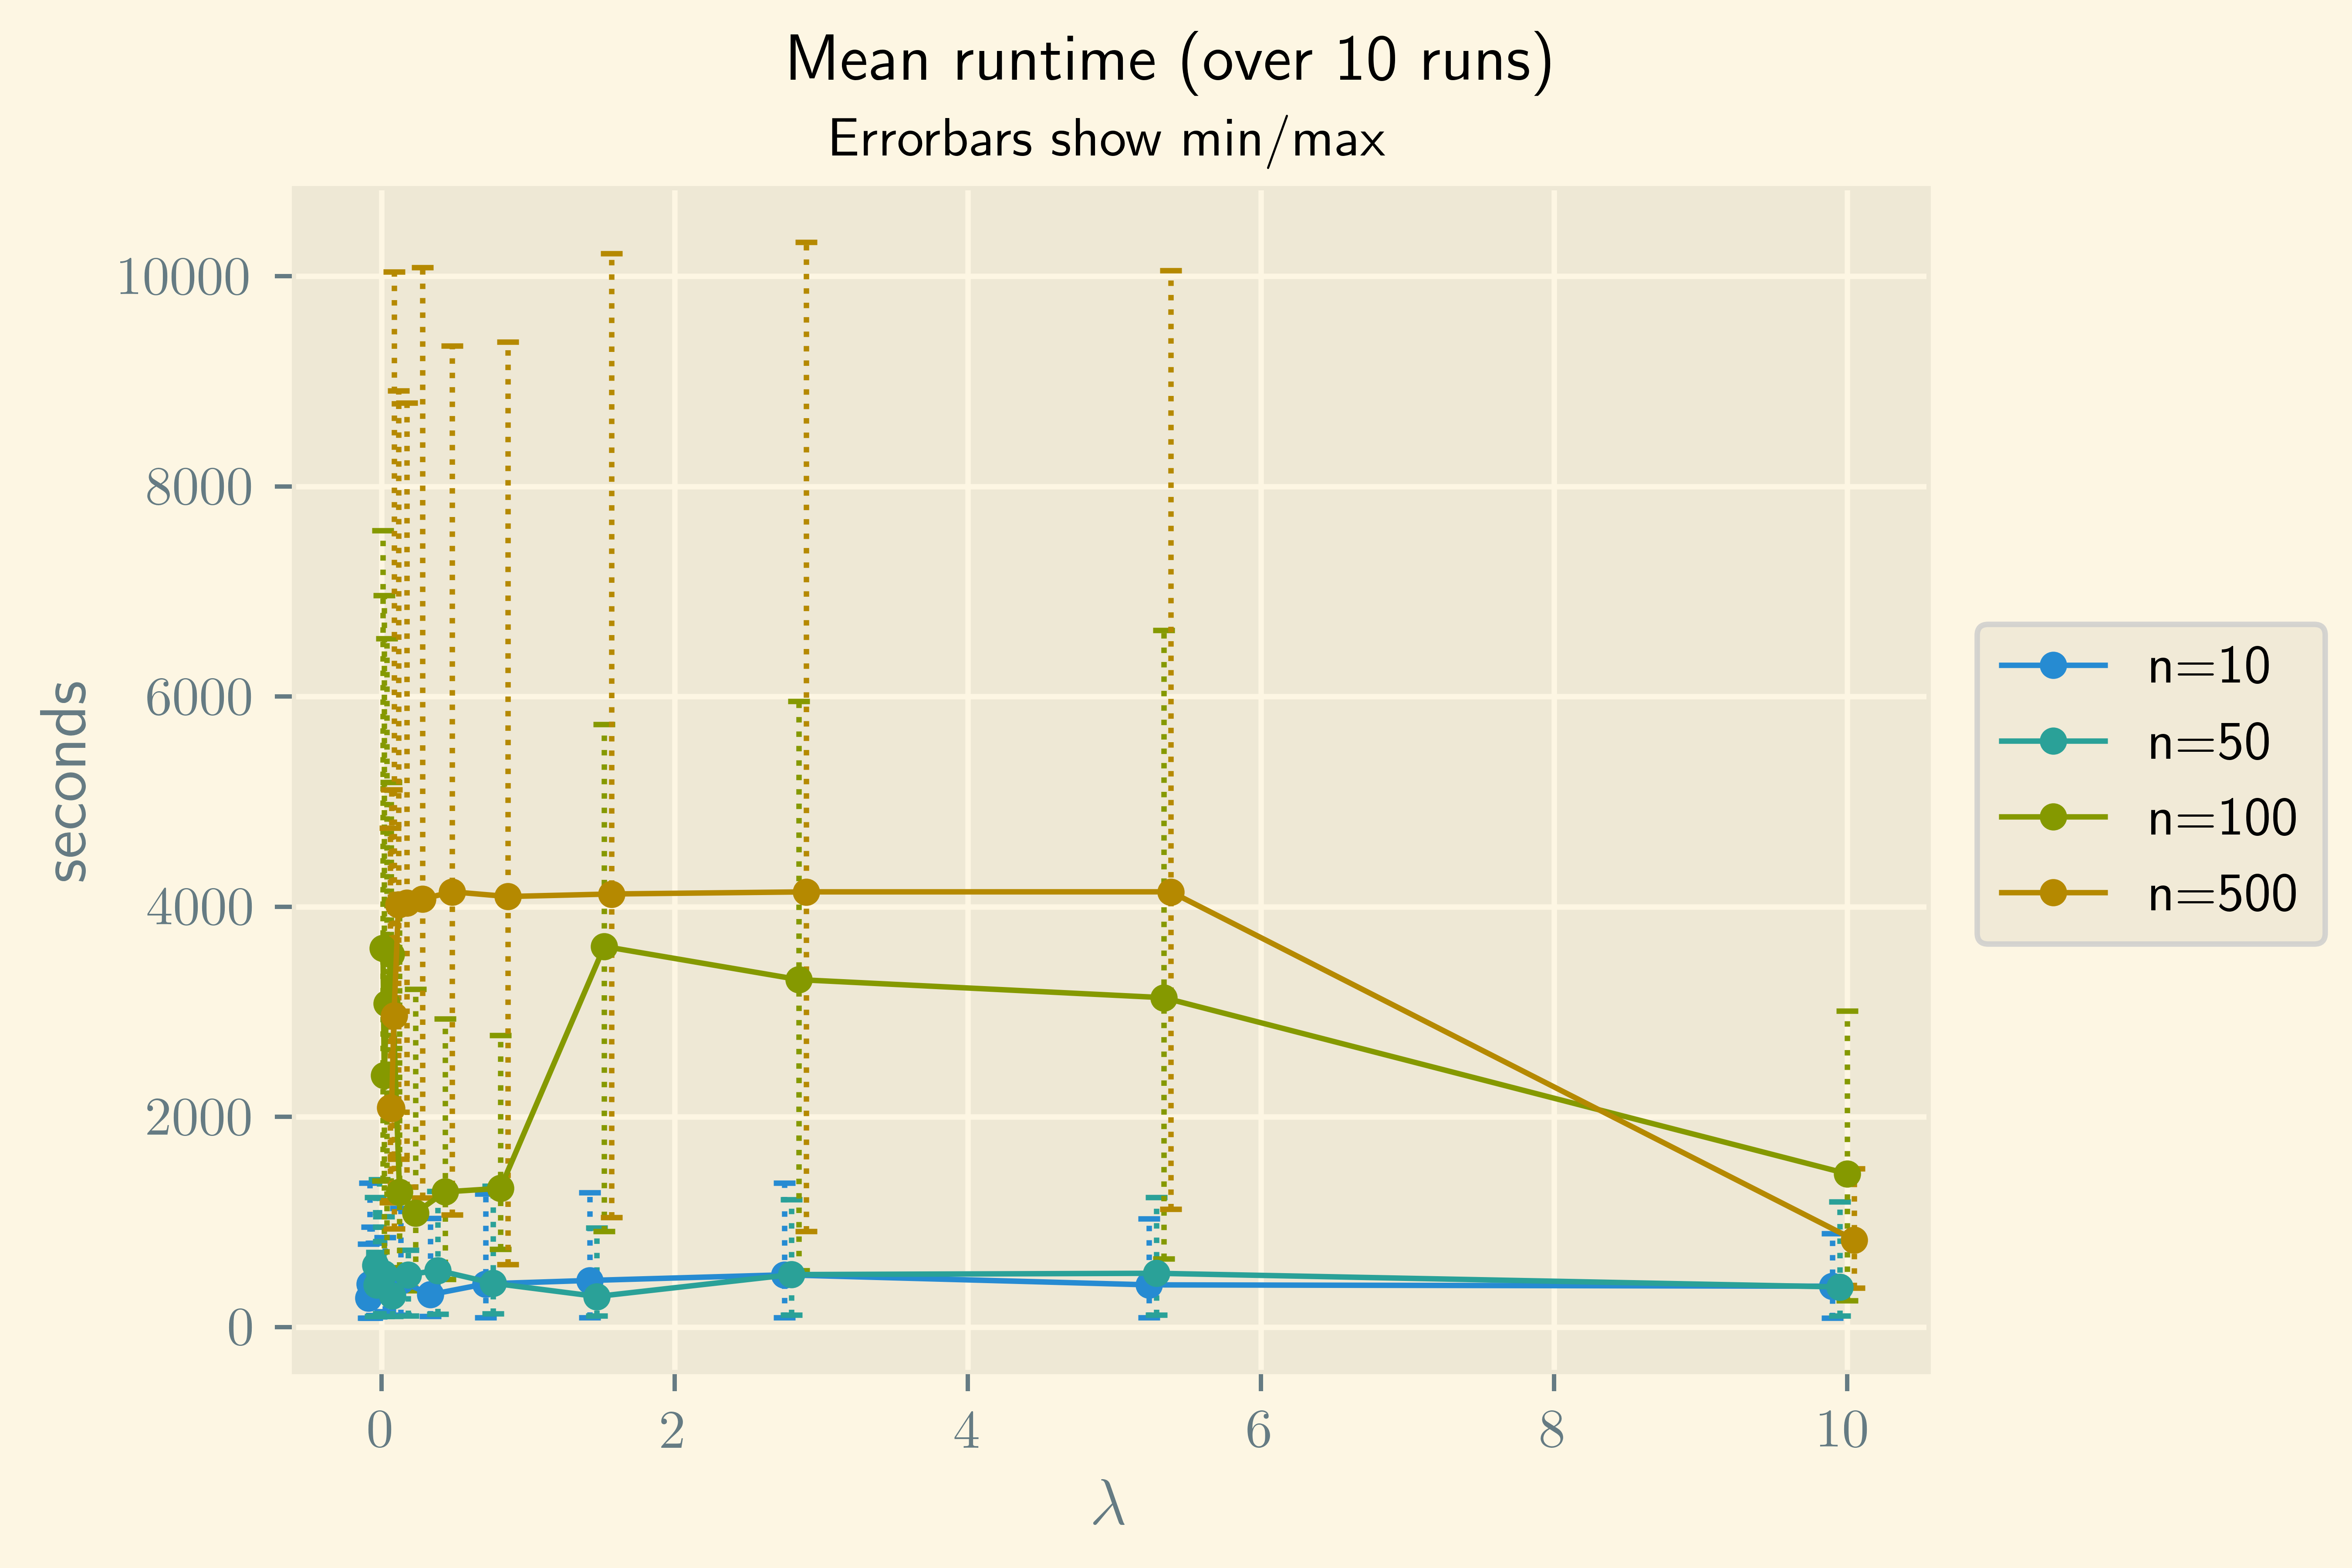 Mean runtime (over 10 runs)
Errorbars show min/max
10000
8000
6000
4000
2000
0
seconds
0 2 4 6 8 10
λ
n=10
n=50
n=100
n=500